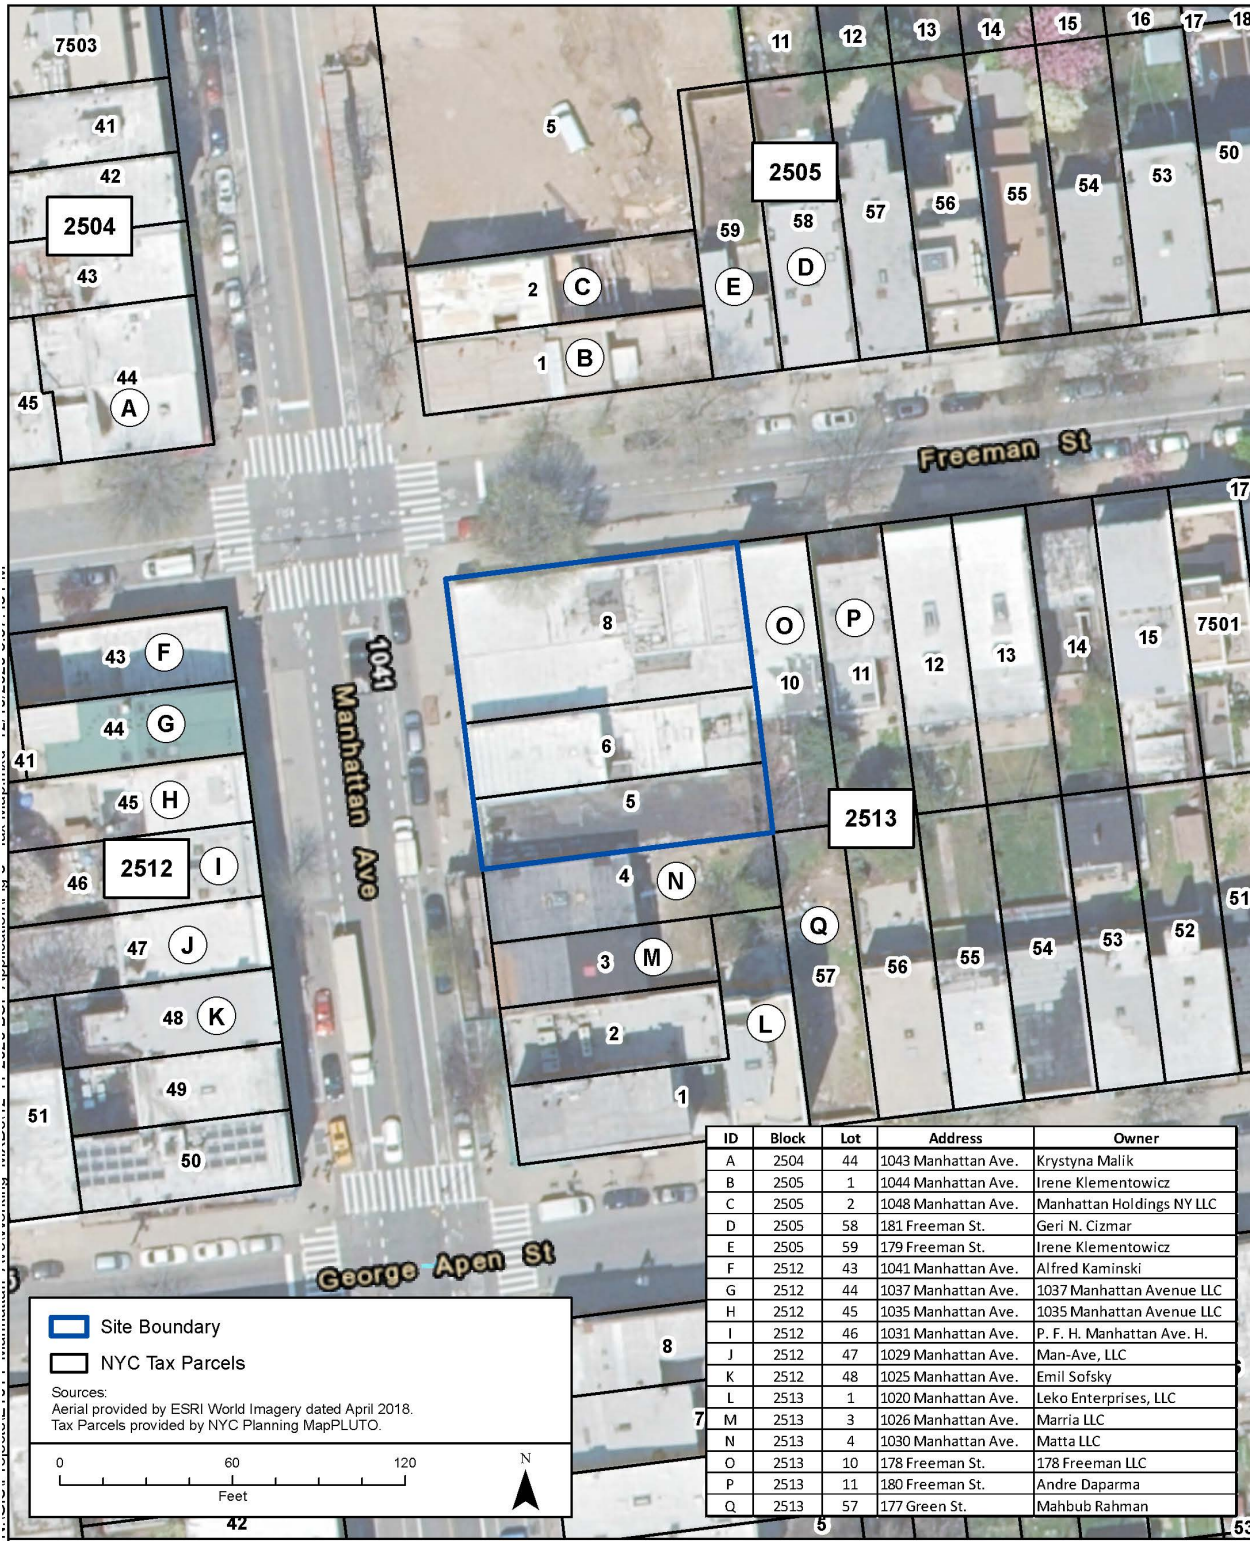 7503
11
12
13
14
15
16
17
18
41
5
42
2505
50
2504
59
58
57
56
55
54
53
43
2
C
E
D
1
B
44
45
A
Freeman St
17
8
O
P
43
F
1041
10
11
12
13
14
15
7501
44
G
Manhattan Ave
6
41
45
H
5
2513
2512
46
I
4
N
51
47
J
3
M
Q
57
56
55
54
53
52
48
K
2
L
49
1
51
50
ID Block Lot Address Owner
A 2504 44 1043 Manhattan Ave. Krystyna Malik
B 2505 1 1044 Manhattan Ave. Irene Klementowicz
C 2505 2 1048 Manhattan Ave. Manhattan Holdings NY LLC
D 2505 58 181 Freeman St. Geri N. Cizmar
E 2505 59 179 Freeman St. Irene Klementowicz
F 2512 43 1041 Manhattan Ave. Alfred Kaminski
G 2512 44 1037 Manhattan Ave. 1037 Manhattan Avenue LLC
H 2512 45 1035 Manhattan Ave. 1035 Manhattan Avenue LLC
I 2512 46 1031 Manhattan Ave. P. F. H. Manhattan Ave. H.
J 2512 47 1029 Manhattan Ave. Man-Ave, LLC
K 2512 48 1025 Manhattan Ave. Emil Sofsky
L 2513 1 1020 Manhattan Ave. Leko Enterprises, LLC
M 2513 3 1026 Manhattan Ave. Marria LLC
N 2513 4 1030 Manhattan Ave. Matta LLC
O 2513 10 178 Freeman St. 178 Freeman LLC
P 2513 11 180 Freeman St. Andre Daparma
Q 2513 57 177 Green St. Mahbub Rahman
George Apen St
Site Boundary
NYC Tax Parcels
Sources:
Aerial provided by ESRI World Imagery dated April 2018.
Tax Parcels provided by NYC Planning MapPLUTO.
0 60 120
Feet
N
8
7
42
5
53